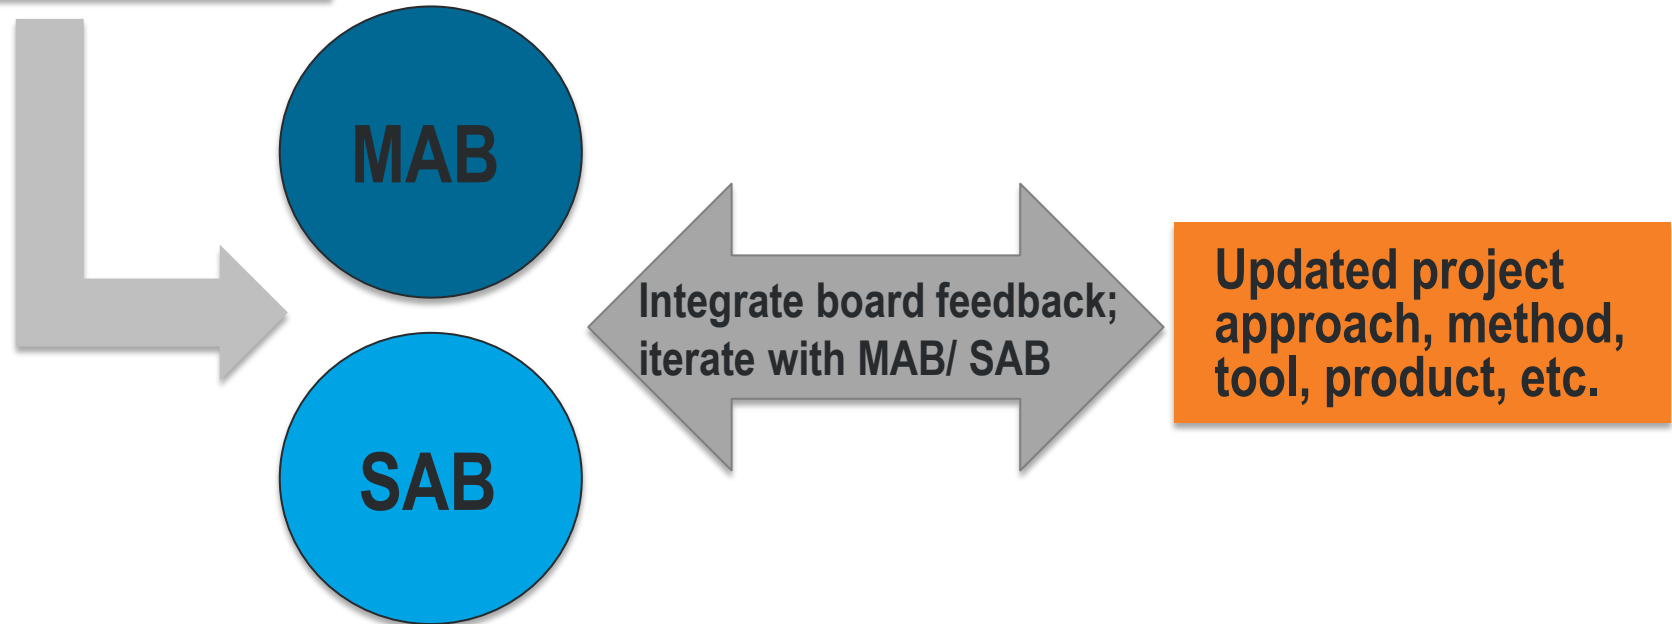 MAB
Integrate board feedback;
iterate with MAB/ SAB
Updated project
approach, method,
tool, product, etc.
SAB